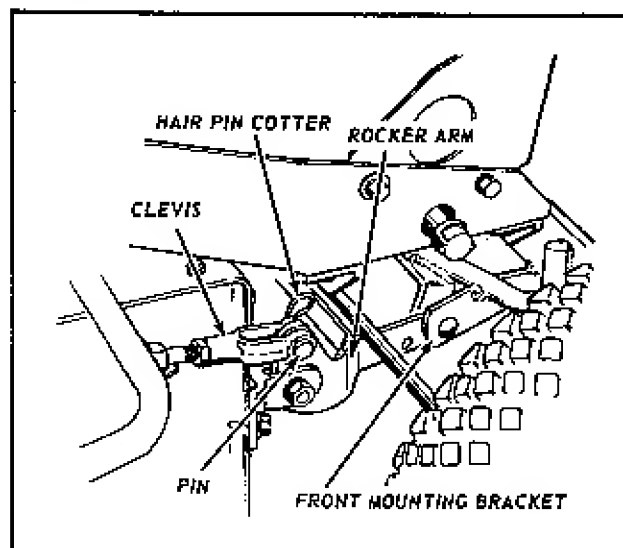 HAIR PIN COTTER
ROCKER ARM
CLEVIS
PIN
FRONT MOUNTING BRACKET